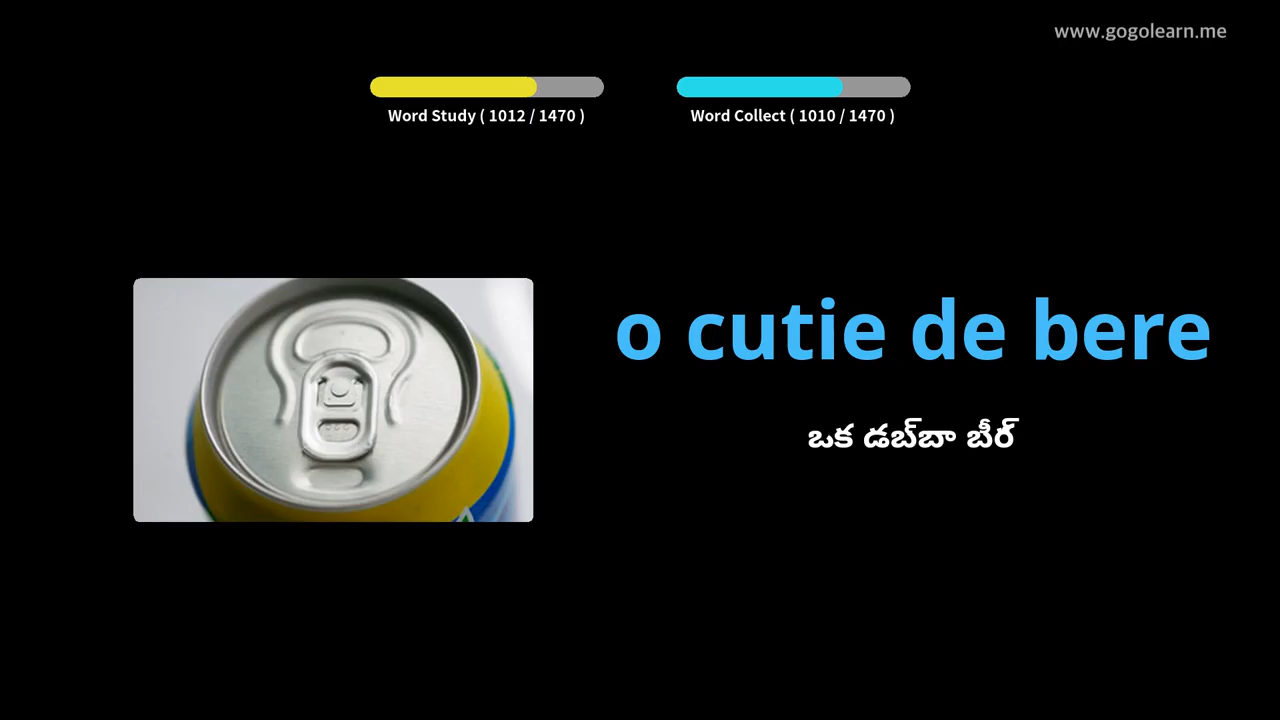 www.gogolearn.me
Word Study ( 1012 / 1470 )
Word Collect ( 1010 / 1470 )
o cutie de bere
ఒక డబ్‌బా బీర్